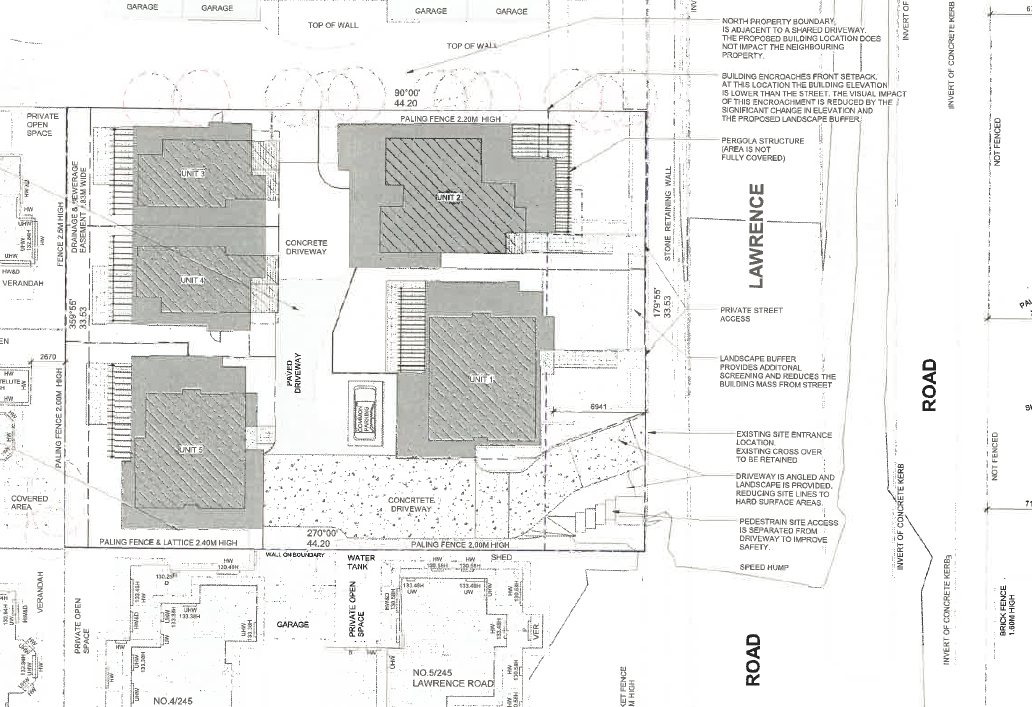 GARAGE
GARAGE
GARAGE
GARAGE
TOP OF WALL
TOP OF WALL
NORTH PROPERTY BOUNDARY,
IS ADJACENT TO A SHARED DRIVEWAY.
THE PROPOSED BUILDING LOCATION DOES
NOT IMPACT THE NEIGHBOURING
PROPERTY.
BUILDING ENCROACHES FRONT SETBACK.
AT THIS LOCATION THE BUILDING ELEVATION
IS LOWER THAN THE STREET. THE VISUAL IMPACT
OF THIS ENCROACHMENT IS REDUCED BY THE
SIGNIFICANT CHANGE IN ELEVATION AND
THE PROPOSED LANDSCAPE BUFFER.
PERGOLA STRUCTURE
(AREA IS NOT
FULLY COVERED)
90°00'
44.20
PALING FENCE 2.20M HIGH
PRIVATE
OPEN
SPACE
DRAINAGE & SEWERAGE
EASEMENT 1.83M WIDE
FENCE 2.5M HIGH
359°55'
33.53
PALING FENCE 2.00M HIGH
UNIT 3
UNIT 2
UNIT 4
UNIT 1
UNIT 5
CONCRETE
DRIVEWAY
PAVED
DRIVEWAY
COMMON
PARKING
STONE RETAINING WALL
179°55'
33.53
LAWRENCE
ROAD
ROAD
INVERT OF CONCRETE KERB
INVERT OF CONCRETE KERB
INVERT OF CONCRETE KERB
NOT FENCED
NOT FENCED
PRIVATE STREET
ACCESS
LANDSCAPE BUFFER
PROVIDES ADDITONAL
SCREENING AND REDUCES THE
BUILDING MASS FROM STREET
6941
EXISTING SITE ENTRANCE
LOCATION.
EXISTING CROSS OVER
TO BE RETAINED
DRIVEWAY IS ANGLED AND
LANDSCAPE IS PROVIDED,
REDUCING SITE LINES TO
HARD SURFACE AREAS.
PEDESTRAIN SITE ACCESS
IS SEPARATED FROM
DRIVEWAY TO IMPROVE
SAFETY.
SPEED HUMP
HW&D
VERANDAH
2670
COVERED
AREA
CONCRTETE
DRIVEWAY
270°00'
44.20
PALING FENCE & LATTICE 2.40M HIGH
PALING FENCE 2.00M HIGH
WALL ON BOUNDARY
WATER
TANK
SHED
VERANDAH
PRIVATE OPEN
SPACE
GARAGE
PRIVATE OPEN
SPACE
VER
NO.4/245
NO.5/245
LAWRENCE ROAD
BRICK FENCE
1.60M HIGH